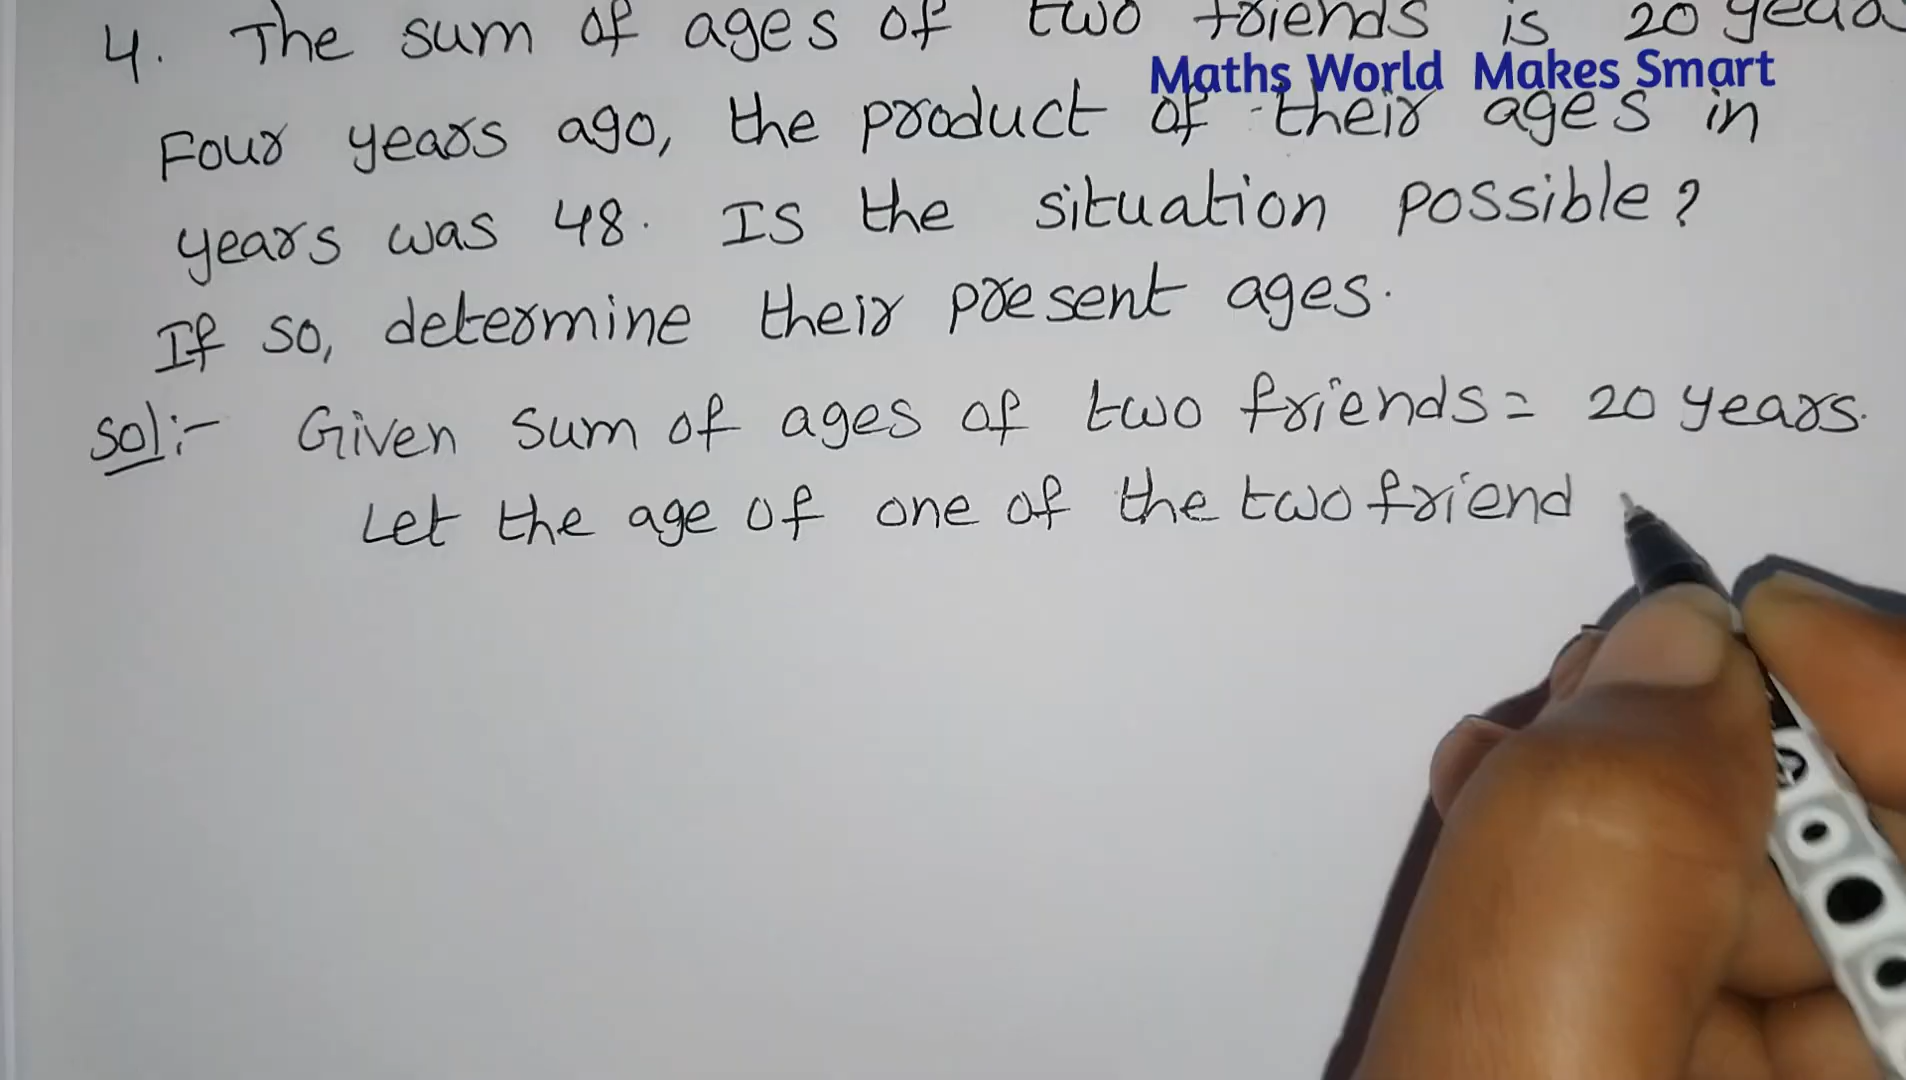 4. The sum of ages of two friends is 20 years
Maths World Makes Smart
Four years ago, the product of their ages in
years was 48. Is the situation possible?
If so, determine their present ages.
Sol:- Given sum of ages of two friends = 20 years.
Let the age of one of the two friend